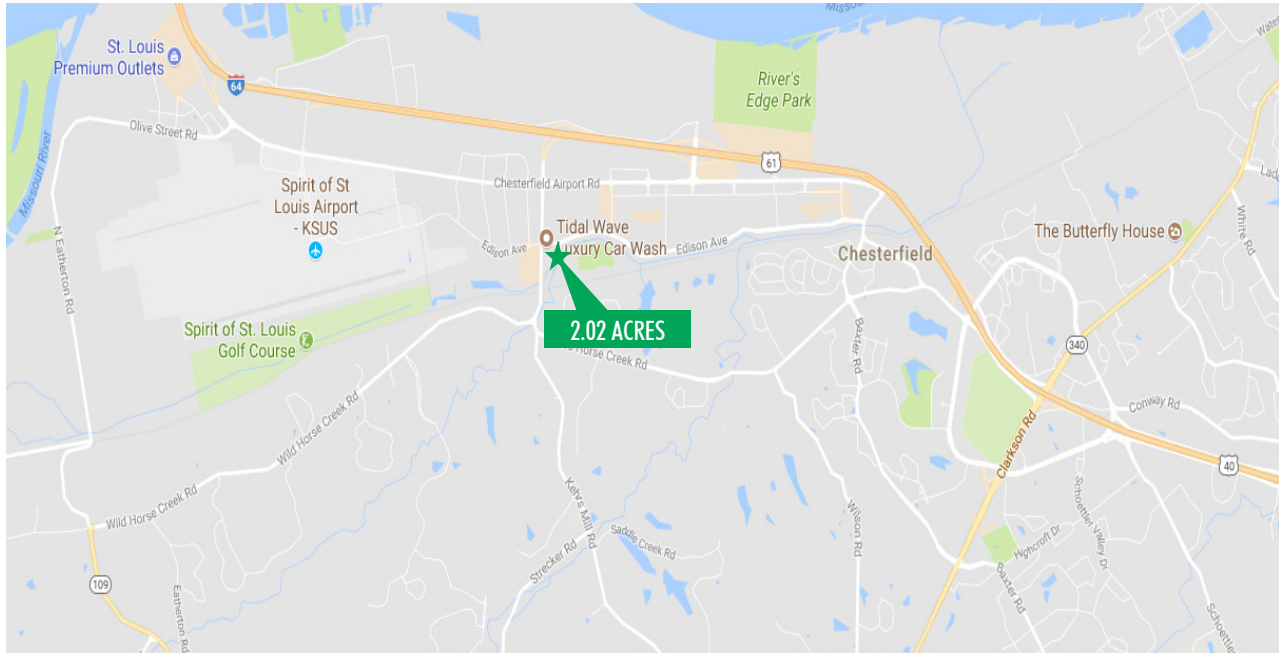 Missouri
Water
St. Louis
Premium Outlets
64
River's
Edge Park
Olive Street Rd
61
Missouri River
Chesterfield Airport Rd
Spirit of St
Louis Airport
- KSUS
N Eatherton Rd
Edison Ave
Tidal Wave
Luxury Car Wash
Edison Ave
Chesterfield
The Butterfly House
White Rd
Lad
2.02 ACRES
Spirit of St. Louis
Golf Course
Wild Horse Creek Rd
Baxter Rd
340
Conway Rd
Clarkson Rd
40
Wild Horse Creek Rd
Wild Horse Creek Rd
Kehrs Mill Rd
Strecker Rd
Saddle Creek Rd
Wilson Rd
Schoettler Valley Dr
Highcroft Dr
Baxter Rd
109
Eatherton Rd
Schoettler